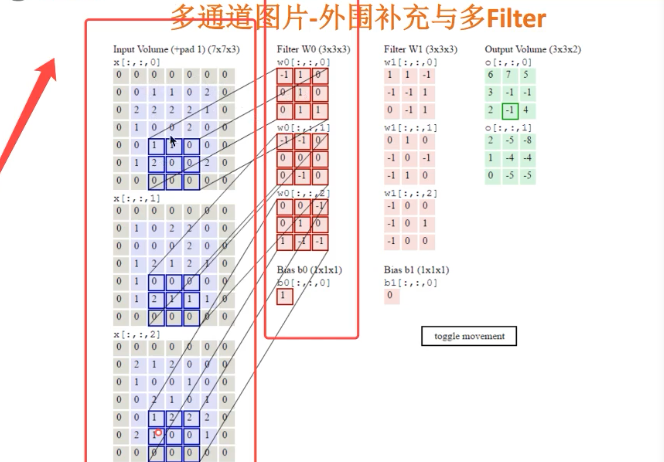 多通道图片-外围补充与多Filter
Input Volume (+pad 1) (7x7x3)
x[:,:,0]
0 0 0 0 0 0 0
0 0 1 1 0 2 0
0 2 2 2 2 1 0
0 1 0 0 2 0 0
0 0 1 1 0 0 0
0 1 2 0 0 2 0
0 0 0 0 0 0 0
x[:,:,1]
0 0 0 0 0 0 0
0 1 0 2 2 0 0
0 0 0 0 2 0 0
0 1 2 1 2 1 0
0 1 0 0 0 0 0
0 1 2 1 1 1 0
0 0 0 0 0 0 0
x[:,:,2]
0 0 0 0 0 0 0
0 2 1 2 0 0 0
0 1 0 0 1 0 0
0 0 2 1 0 1 0
0 0 1 2 2 2 0
0 2 1 0 0 1 0
0 0 0 0 0 0 0
Filter W0 (3x3x3)
w0[:,:,0]
-1 1 0
0 1 0
0 1 1
w0[:,:,1]
-1 -1 0
0 0 0
0 -1 0
w0[:,:,2]
0 0 -1
0 1 0
1 -1 -1
Bias b0 (1x1x1)
b0[:,:,0]
1
Filter W1 (3x3x3)
w1[:,:,0]
1 1 -1
-1 -1 1
0 -1 1
w1[:,:,1]
0 1 0
-1 0 -1
-1 1 0
w1[:,:,2]
-1 0 0
-1 0 1
-1 0 0
Bias b1 (1x1x1)
b1[:,:,0]
0
Output Volume (3x3x2)
o[:,:,0]
6 7 5
3 -1 -1
2 -1 4
o[:,:,1]
2 -5 -8
1 -4 -4
0 -5 -5
toggle movement